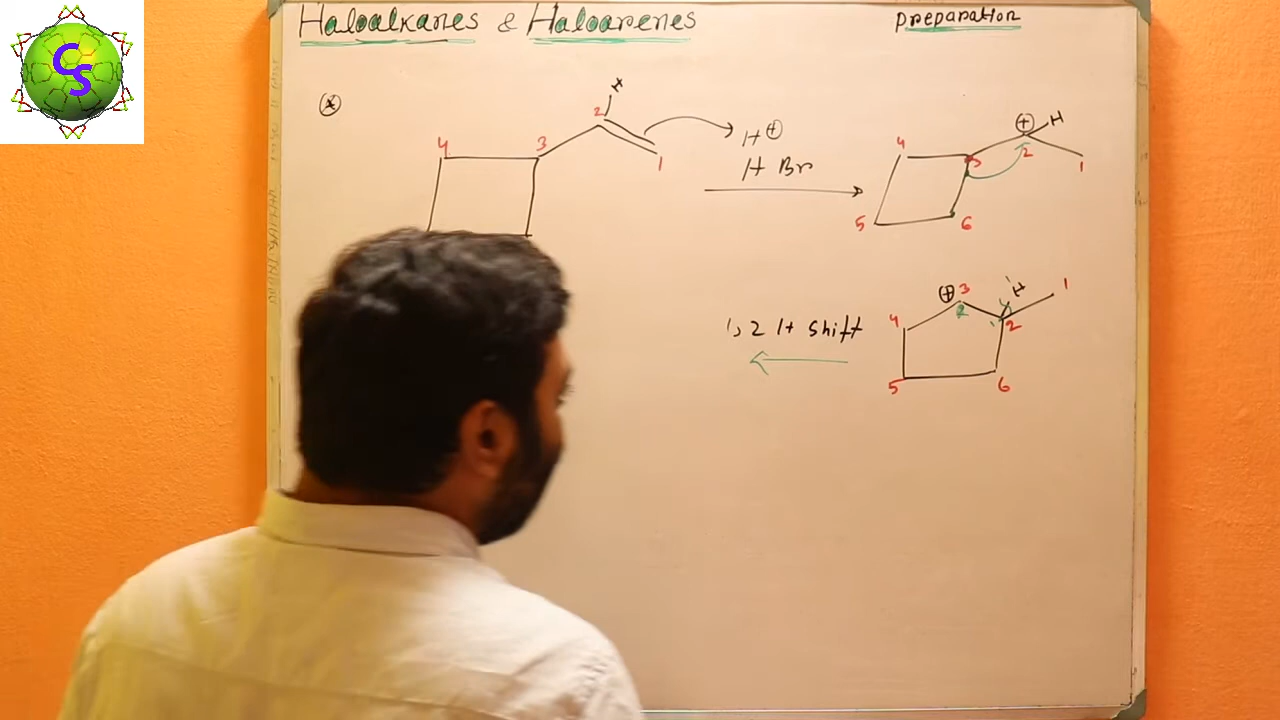 Haloalkanes & Haloarenes
preparation
CS
*
H
2
4 3 1
H+
H Br
+ H
4 3 2 1
5 6
+ 3 H 1
4 2
5 6
1,2 H shift